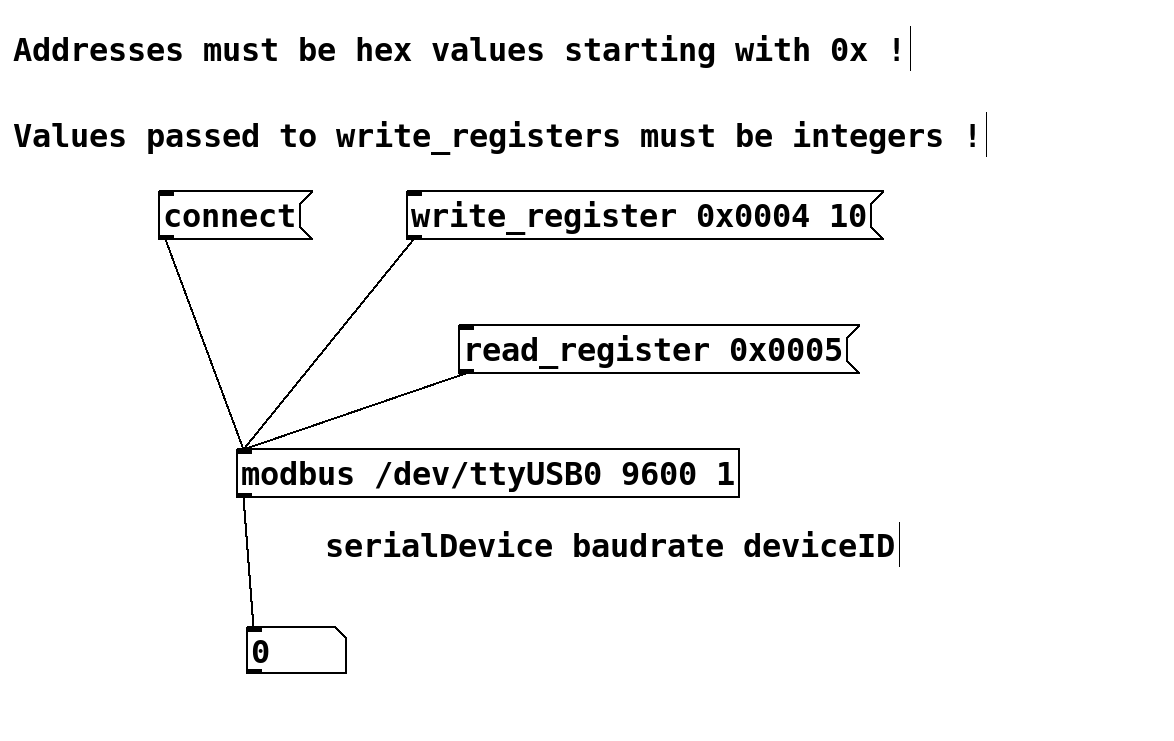 Addresses must be hex values starting with 0x !
Values passed to write_registers must be integers !
connect
write_register 0x0004 10
read_register 0x0005
modbus /dev/ttyUSB0 9600 1
serialDevice baudrate deviceID
0